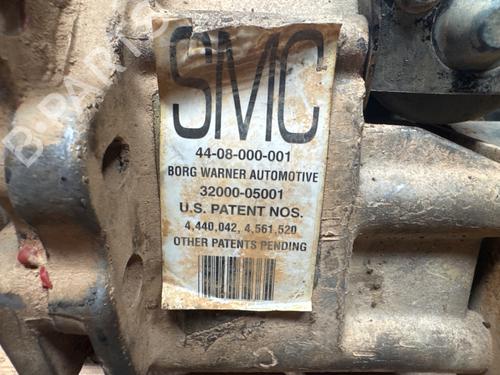 SMC
44-08-000-001
BORG WARNER AUTOMOTIVE
32000-05001
U.S. PATENT NOS.
4,440,042, 4,561,520
OTHER PATENTS PENDING